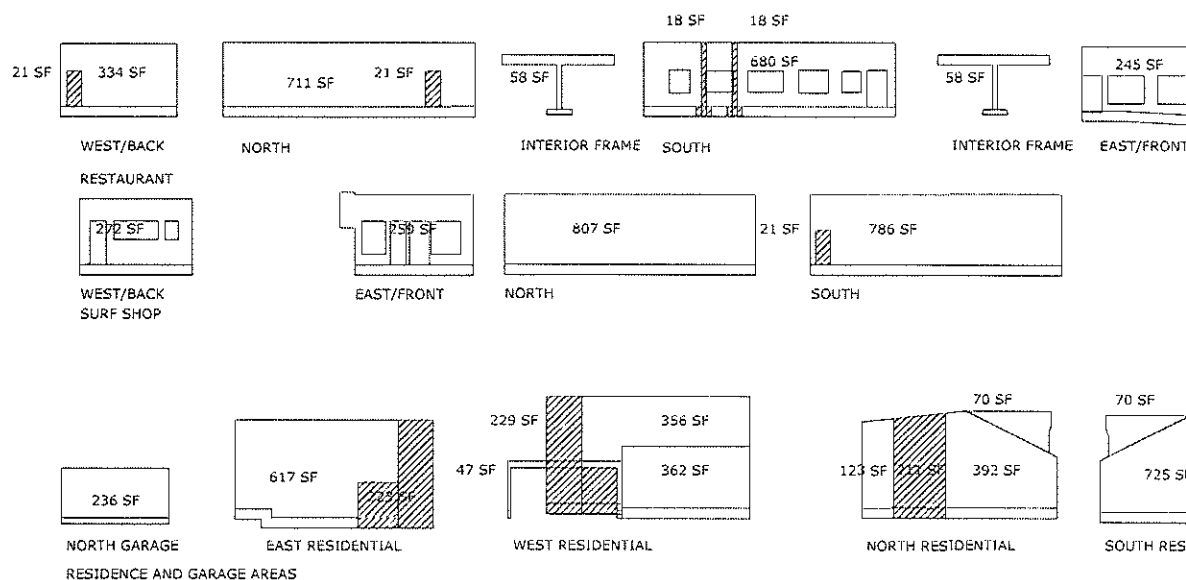 18 SF 18 SF
21 SF 334 SF 711 SF 21 SF 58 SF 680 SF 58 SF 245 SF
WEST/BACK NORTH INTERIOR FRAME SOUTH INTERIOR FRAME EAST/FRONT
RESTAURANT
272 SF 259 SF 807 SF 21 SF 786 SF
WEST/BACK EAST/FRONT NORTH SOUTH
SURF SHOP
70 SF 70 SF
229 SF 356 SF
236 SF 617 SF 47 SF 362 SF 123 SF 392 SF 725
NORTH GARAGE EAST RESIDENTIAL WEST RESIDENTIAL NORTH RESIDENTIAL SOUTH RES
RESIDENCE AND GARAGE AREAS